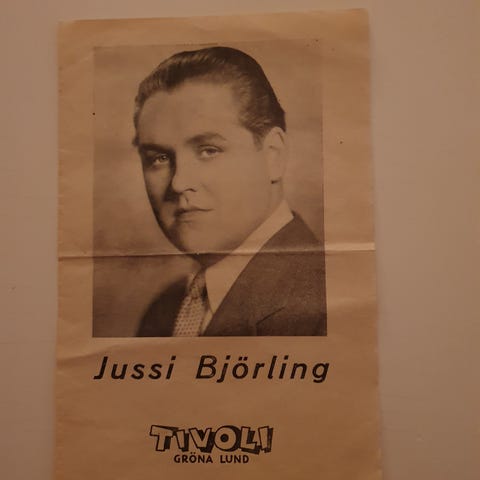 Jussi Björling
TIVOLI
GRÖNA LUND